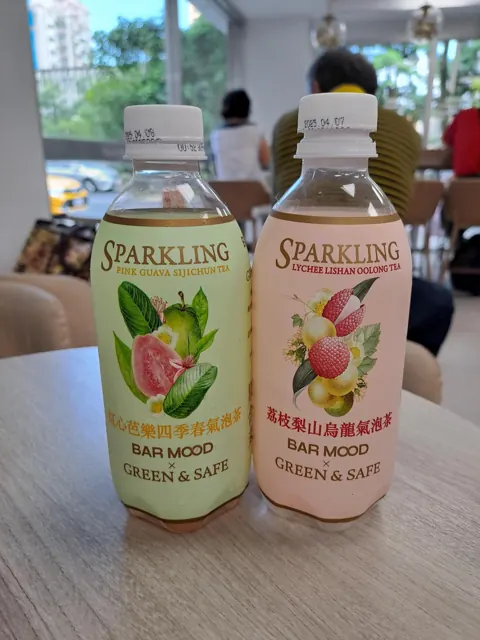 SPARKLING
PINK GUAVA SIJICHUN TEA
紅心芭樂四季春氣泡茶
BAR MOOD
×
GREEN & SAFE
2025.04.07
SPARKLING
LYCHEE LISHAN OOLONG TEA
荔枝梨山烏龍氣泡茶
BAR MOOD
×
GREEN & SAFE